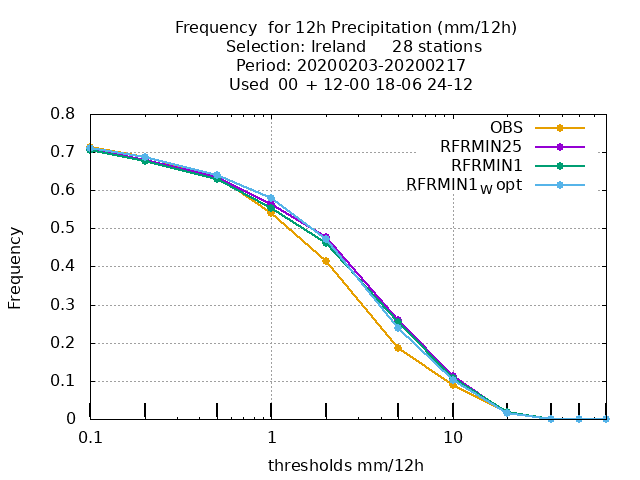 Frequency  for 12h Precipitation (mm/12h)
Selection: Ireland     28 stations
Period: 20200203-20200217
Used  00  + 12-00 18-06 24-12
OBS
RFRMIN25
RFRMIN1
RFRMIN1W opt
Frequency
0.8
0.7
0.6
0.5
0.4
0.3
0.2
0.1
0
0.1 1 10
thresholds mm/12h